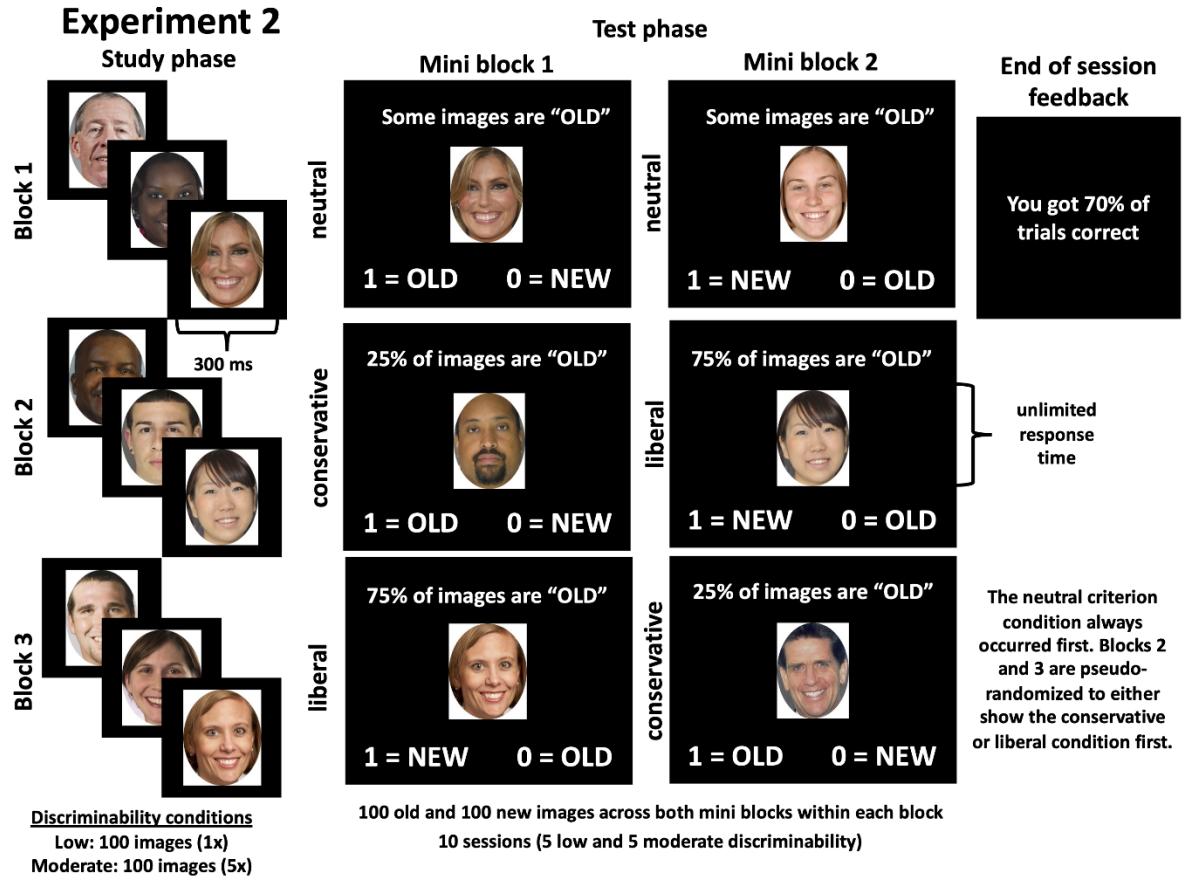 Experiment 2
Study phase
Block 1
300 ms
Block 2
Block 3
Discriminability conditions
Low: 100 images (1x)
Moderate: 100 images (5x)
Test phase
Mini block 1
Mini block 2
neutral
Some images are “OLD”
1 = OLD 0 = NEW
neutral
Some images are “OLD”
1 = NEW 0 = OLD
conservative
25% of images are “OLD”
1 = OLD 0 = NEW
liberal
75% of images are “OLD”
1 = NEW 0 = OLD
liberal
75% of images are “OLD”
1 = NEW 0 = OLD
conservative
25% of images are “OLD”
1 = OLD 0 = NEW
100 old and 100 new images across both mini blocks within each block
10 sessions (5 low and 5 moderate discriminability)
End of session
feedback
You got 70% of
trials correct
unlimited
response
time
The neutral criterion
condition always
occurred first. Blocks 2
and 3 are pseudo-
randomized to either
show the conservative
or liberal condition first.